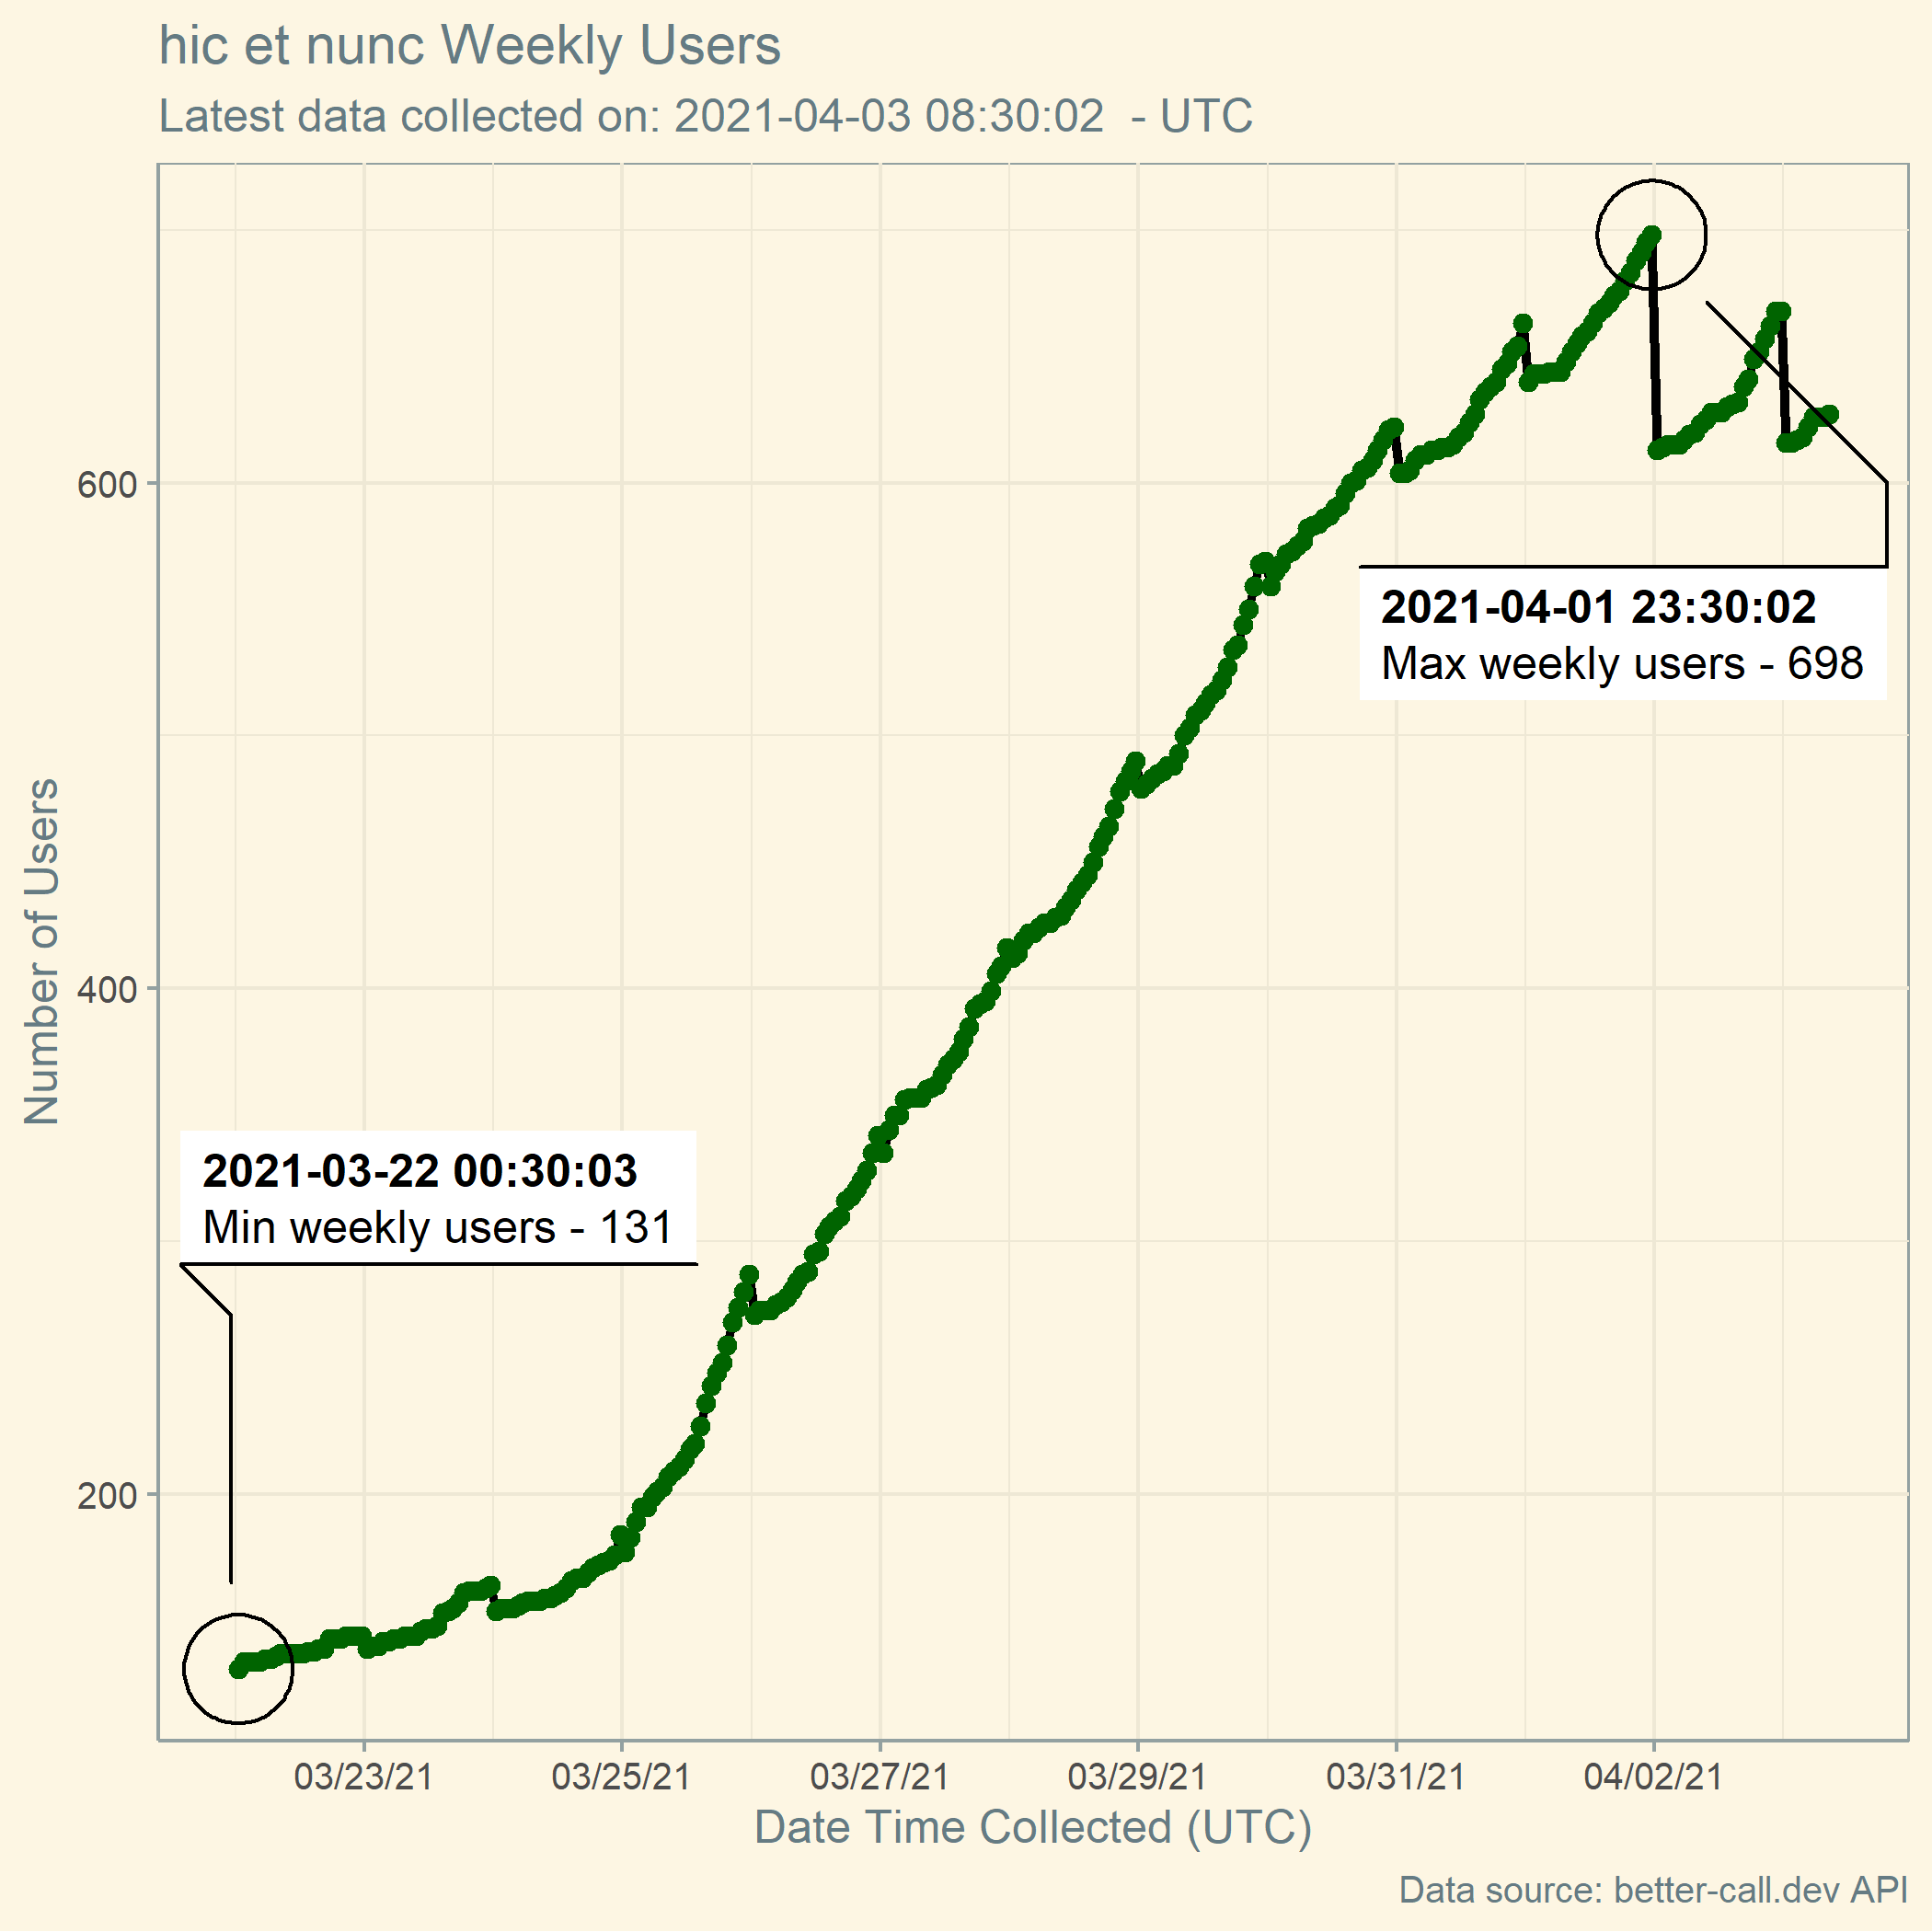 hic et nunc Weekly Users
Latest data collected on: 2021-04-03 08:30:02  - UTC
Number of Users
600
400
200
2021-04-01 23:30:02
Max weekly users - 698
2021-03-22 00:30:03
Min weekly users - 131
03/23/21 03/25/21 03/27/21 03/29/21 03/31/21 04/02/21
Date Time Collected (UTC)
Data source: better-call.dev API